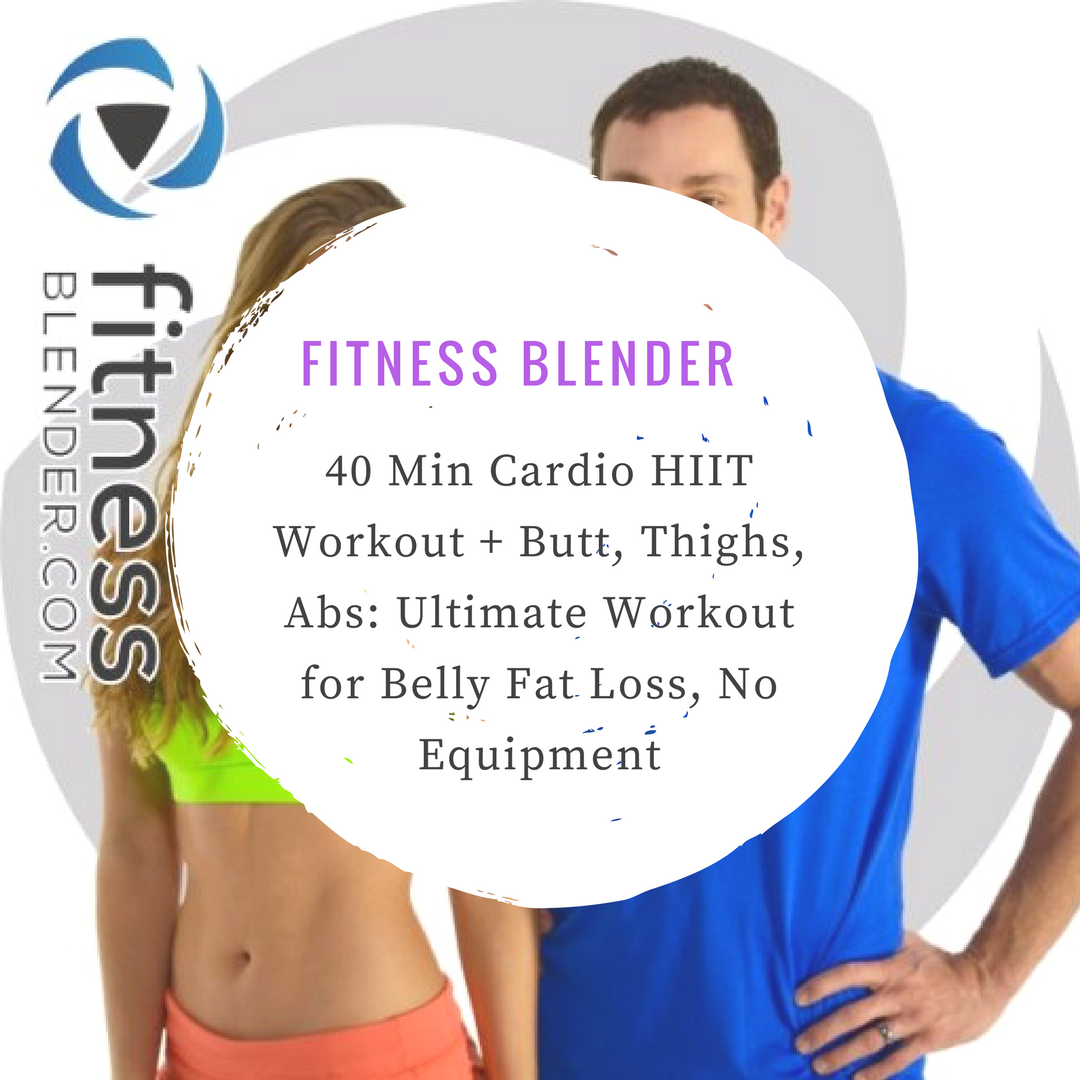 fitness
BLENDER.COM
FITNESS BLENDER
40 Min Cardio HIIT
Workout + Butt, Thighs,
Abs: Ultimate Workout
for Belly Fat Loss, No
Equipment